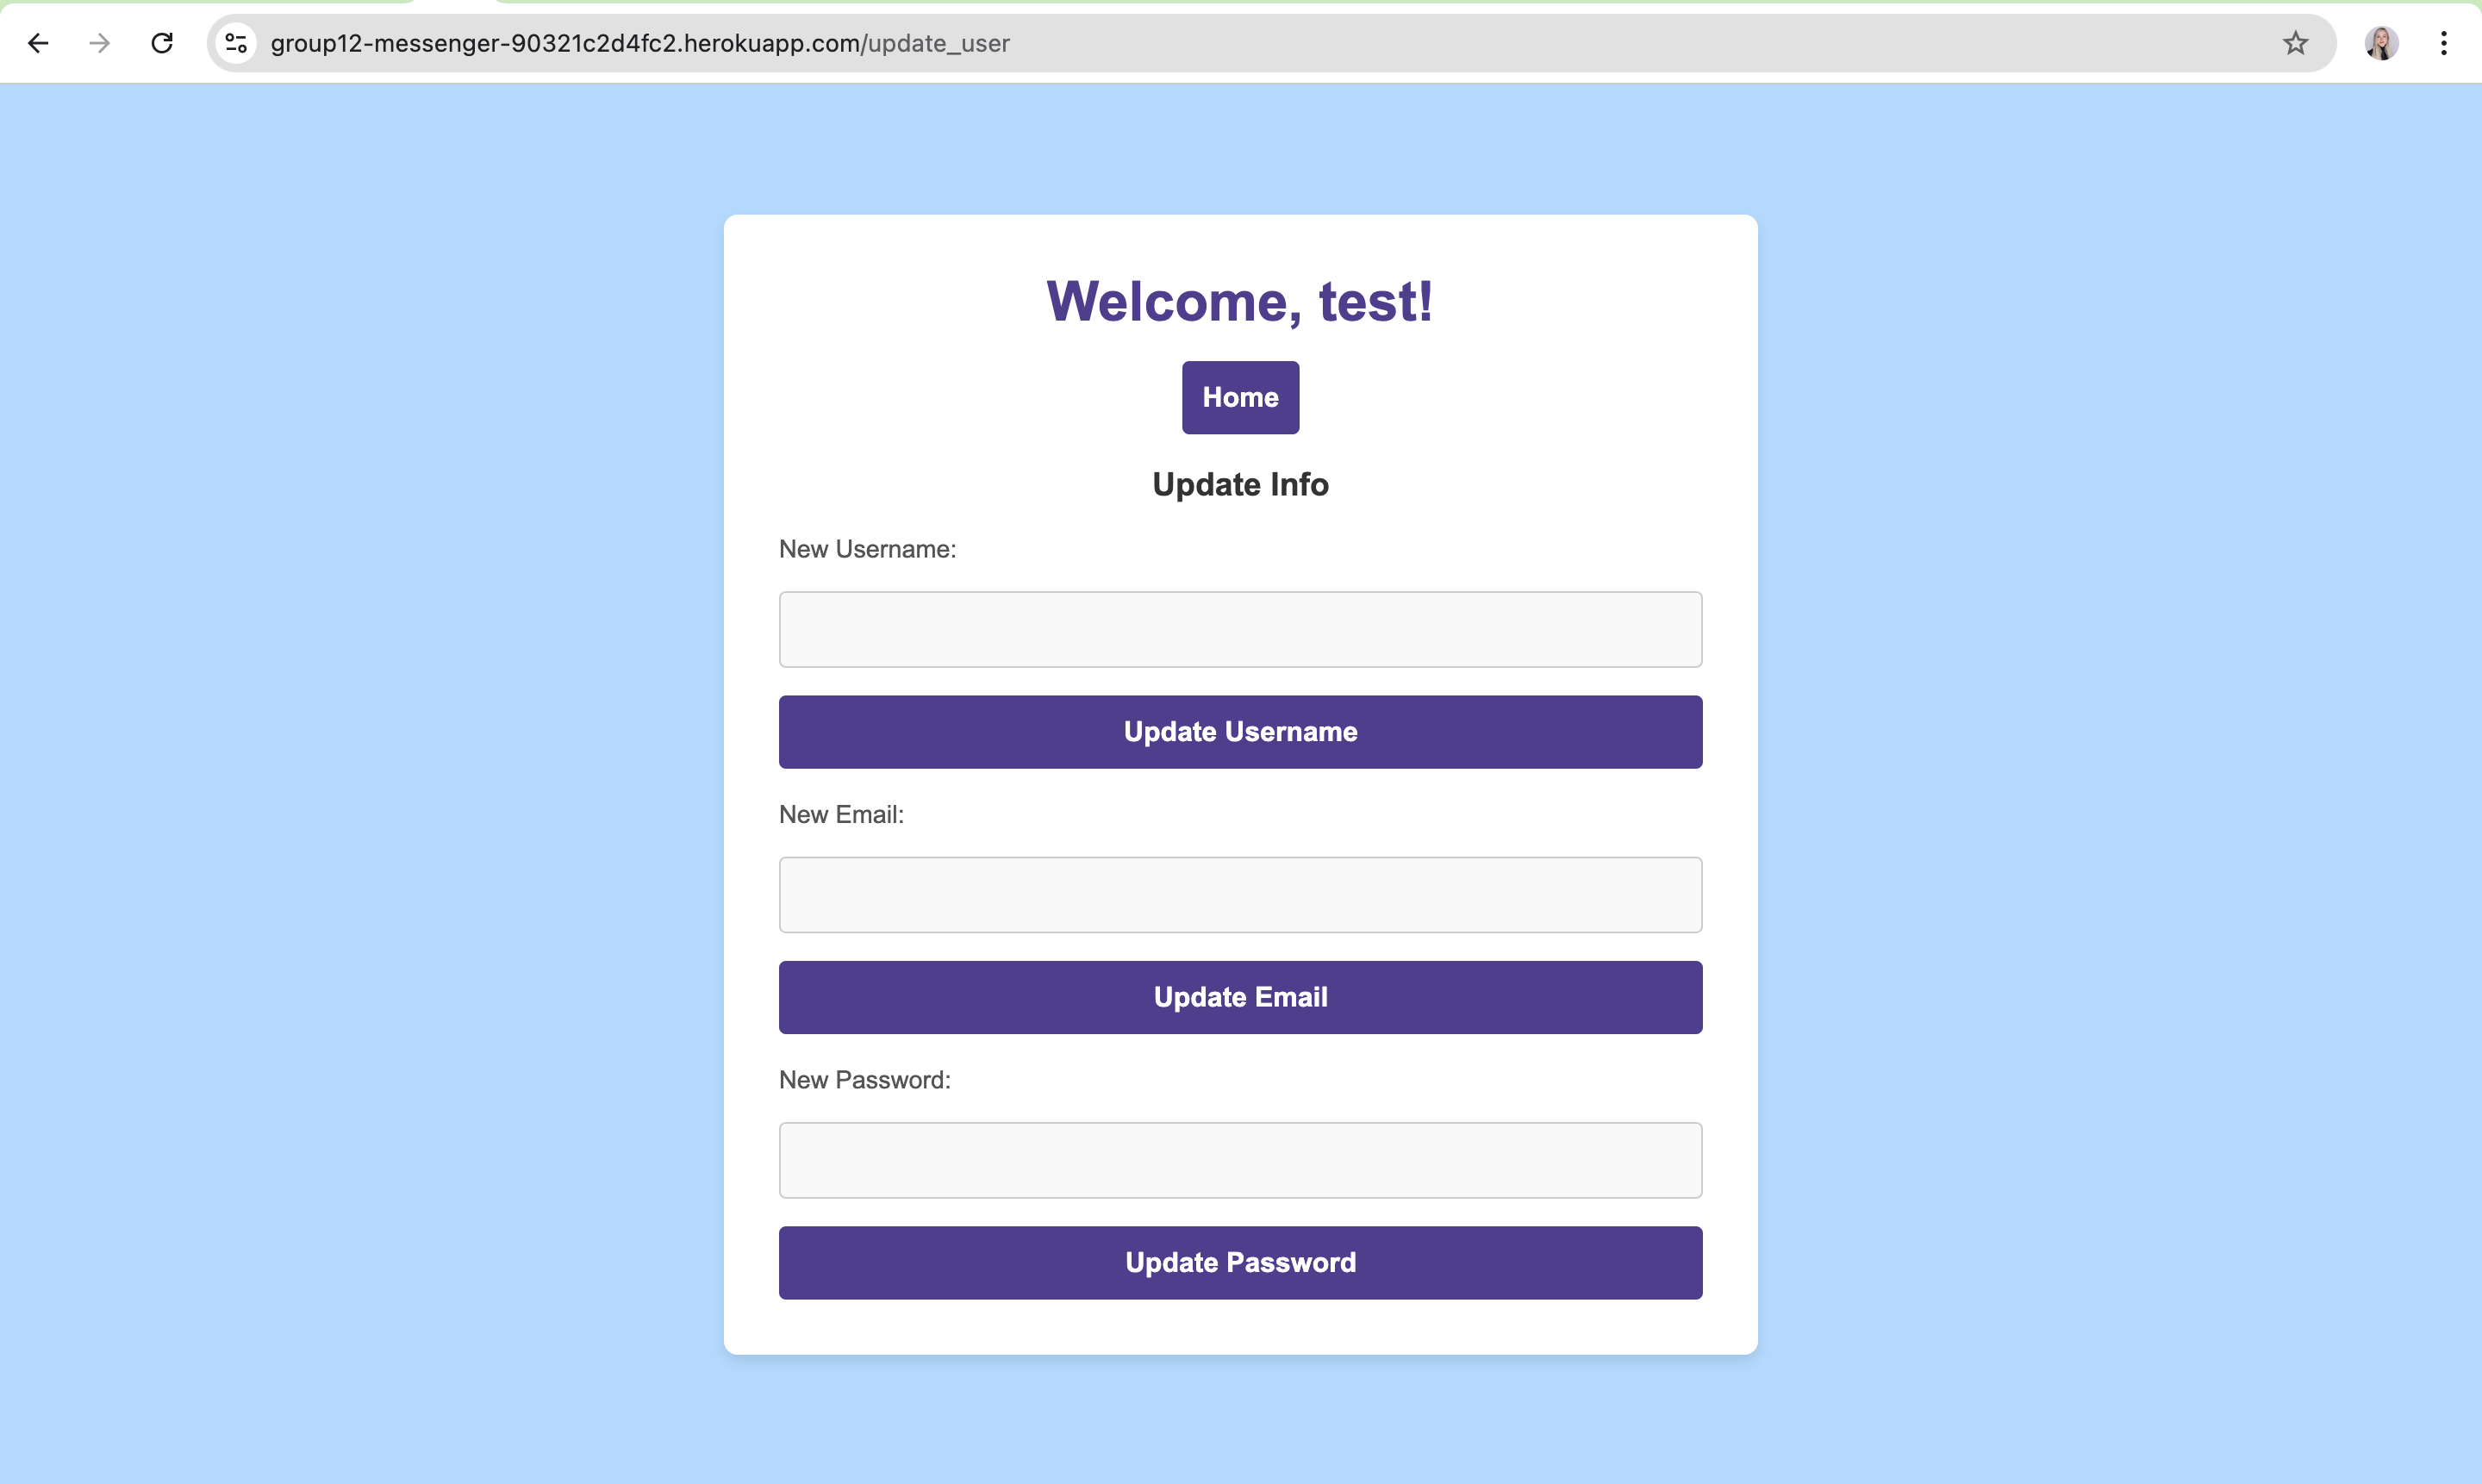 group12-messenger-90321c2d4fc2.herokuapp.com/update_user
Welcome, test!
Home
Update Info
New Username:
Update Username
New Email:
Update Email
New Password:
Update Password